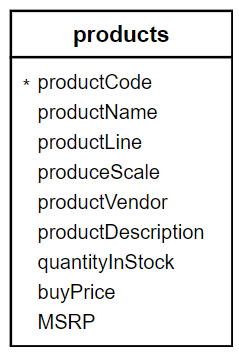 products
* productCode
productName
productLine
produceScale
productVendor
productDescription
quantityInStock
buyPrice
MSRP